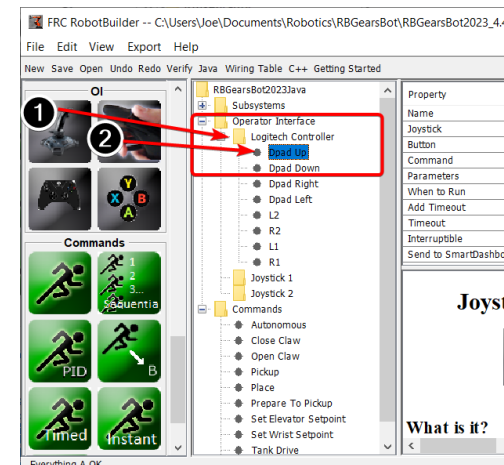 FRC RobotBuilder -- C:\Users\Joe\Documents\Robotics\RBGearsBot\RBGearsBot2023_4.
File Edit View Export Help
New Save Open Undo Redo Verify Java Wiring Table C++ Getting Started
OI
1
2
Y
X B
A
Commands
1
2
3...
Sequentia
PID
B
Timed
Instant
RBGearsBot2023Java
Subsystems
Operator Interface
Logitech Controller
Dpad Up
Dpad Down
Dpad Right
Dpad Left
L2
R2
L1
R1
Joystick 1
Joystick 2
Commands
Autonomous
Close Claw
Open Claw
Pickup
Place
Prepare To Pickup
Set Elevator Setpoint
Set Wrist Setpoint
Tank Drive
Property
Name
Joystick
Button
Command
Parameters
When to Run
Add Timeout
Timeout
Interruptible
Send to SmartDashbo
Joyst
What is it?
Everything A OK